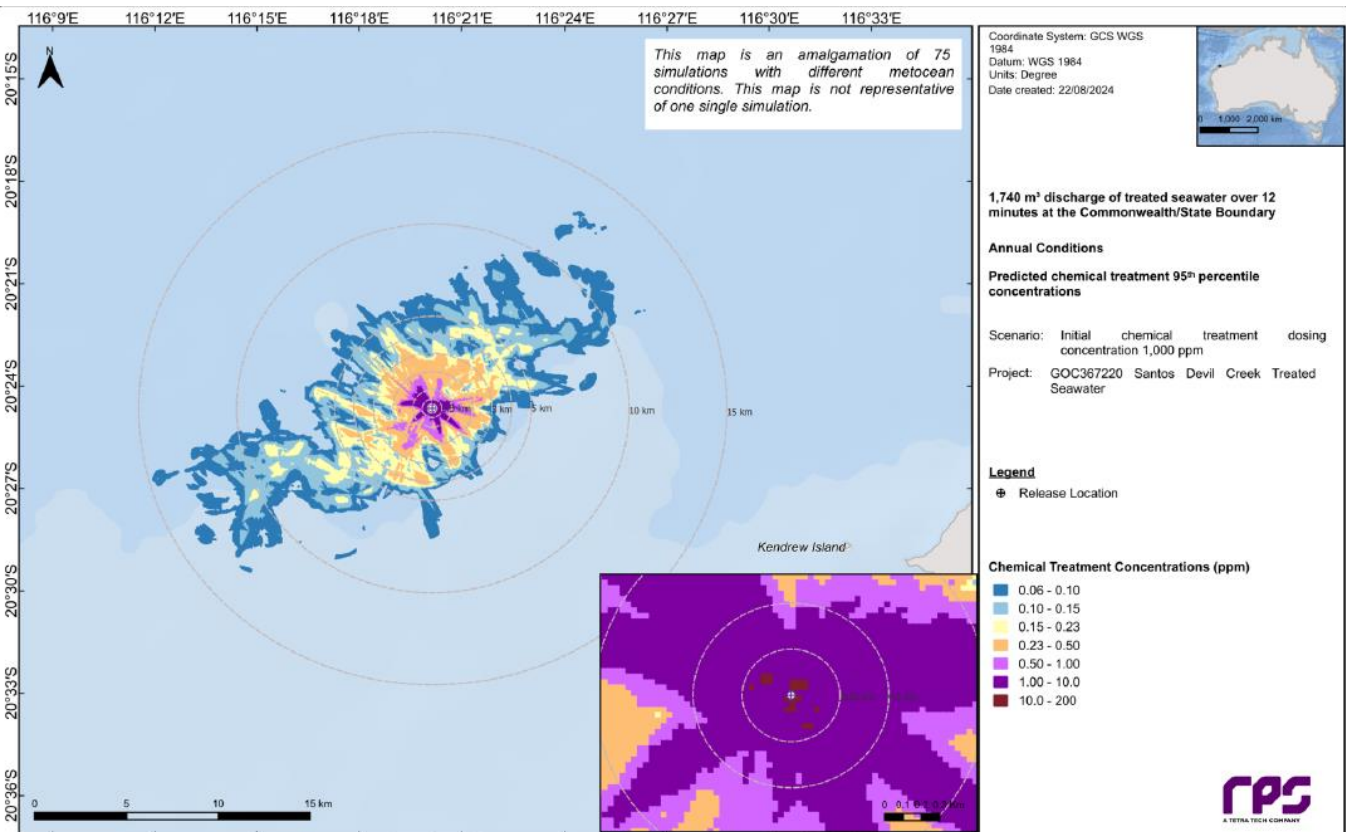 116°9'E 116°12'E 116°15'E 116°18'E 116°21'E 116°24'E 116°27'E 116°30'E 116°33'E
20°15'S
20°18'S
20°21'S
20°24'S
20°27'S
20°30'S
20°33'S
20°36'S
N
This map is an amalgamation of 75
simulations with different metocean
conditions. This map is not representative
of one single simulation.
3 km 5 km 10 km 15 km
Kendrew Island
0 5 10 15 km
Coordinate System: GCS WGS
1984
Datum: WGS 1984
Units: Degree
Date created: 22/08/2024
0 1,000 2,000 km
1,740 m³ discharge of treated seawater over 12
minutes at the Commonwealth/State Boundary
Annual Conditions
Predicted chemical treatment 95th percentile
concentrations
Scenario: Initial chemical treatment dosing
concentration 1,000 ppm
Project: GOC367220 Santos Devil Creek Treated
Seawater
Legend
Release Location
Chemical Treatment Concentrations (ppm)
0.06 - 0.10
0.10 - 0.15
0.15 - 0.23
0.23 - 0.50
0.50 - 1.00
1.00 - 10.0
10.0 - 200
rps
A TETRA TECH COMPANY